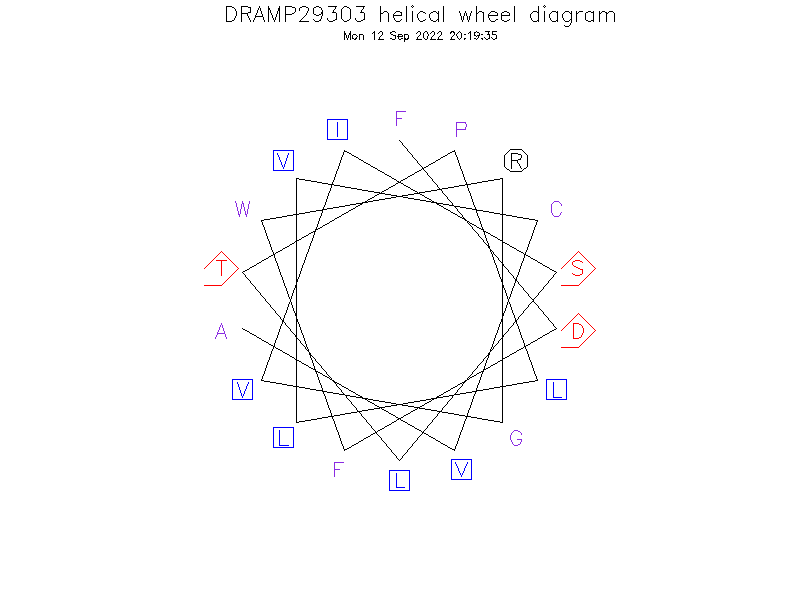 DRAMP29303 helical wheel diagram
Mon 12 Sep 2022 20:19:35
F
I P
V R
W C
T S
A D
V L
L G
F V
L